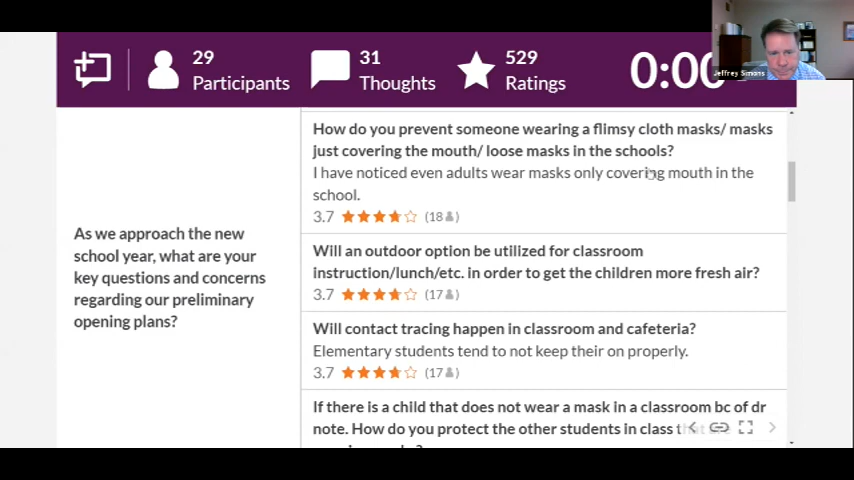 29
Participants
31
Thoughts
529
Ratings
0:00
Jeffrey Simons
As we approach the new
school year, what are your
key questions and concerns
regarding our preliminary
opening plans?
How do you prevent someone wearing a flimsy cloth masks/ masks
just covering the mouth/ loose masks in the schools?
I have noticed even adults wear masks only covering mouth in the
school.
3.7 (18)
Will an outdoor option be utilized for classroom
instruction/lunch/etc. in order to get the children more fresh air?
3.7 (17)
Will contact tracing happen in classroom and cafeteria?
Elementary students tend to not keep their on properly.
3.7 (17)
If there is a child that does not wear a mask in a classroom bc of dr
note. How do you protect the other students in class